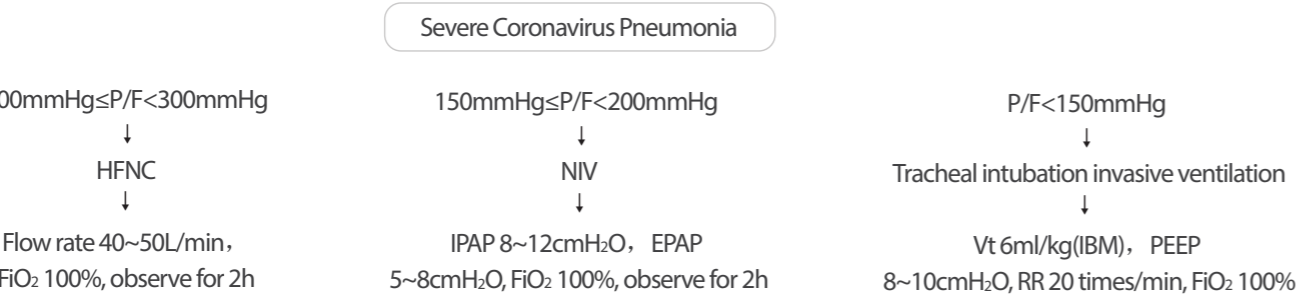 Severe Coronavirus Pneumonia
00mmHg≤P/F<300mmHg
↓
HFNC
↓
Flow rate 40~50L/min，
FiO₂ 100%, observe for 2h
150mmHg≤P/F<200mmHg
↓
NIV
↓
IPAP 8~12cmH₂O， EPAP
5~8cmH₂O, FiO₂ 100%, observe for 2h
P/F<150mmHg
↓
Tracheal intubation invasive ventilation
↓
Vt 6ml/kg(IBM)， PEEP
8~10cmH₂O, RR 20 times/min, FiO₂ 100%